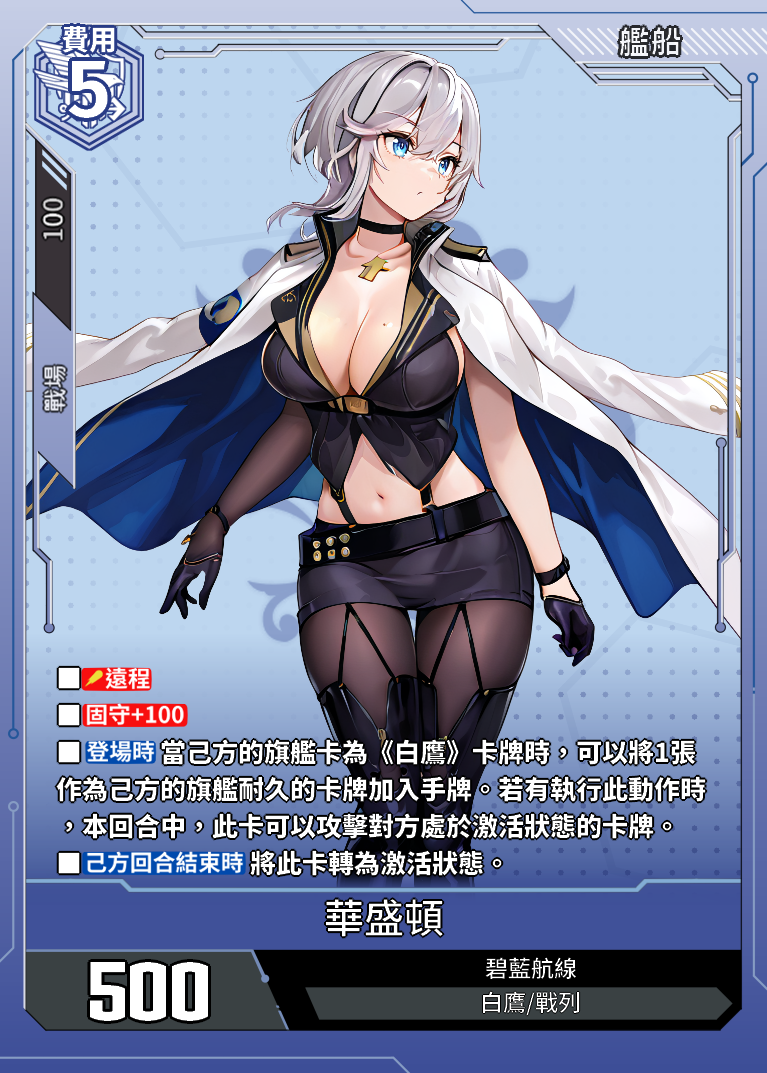 費用
5
艦船
100
戰場
遠程
固守+100
登場時 當己方的旗艦卡為《白鷹》卡牌時，可以將1張
作為己方的旗艦耐久的卡牌加入手牌。若有執行此動作時
，本回合中，此卡可以攻擊對方處於激活狀態的卡牌。
己方回合結束時 將此卡轉為激活狀態。
華盛頓
500
碧藍航線
白鷹/戰列